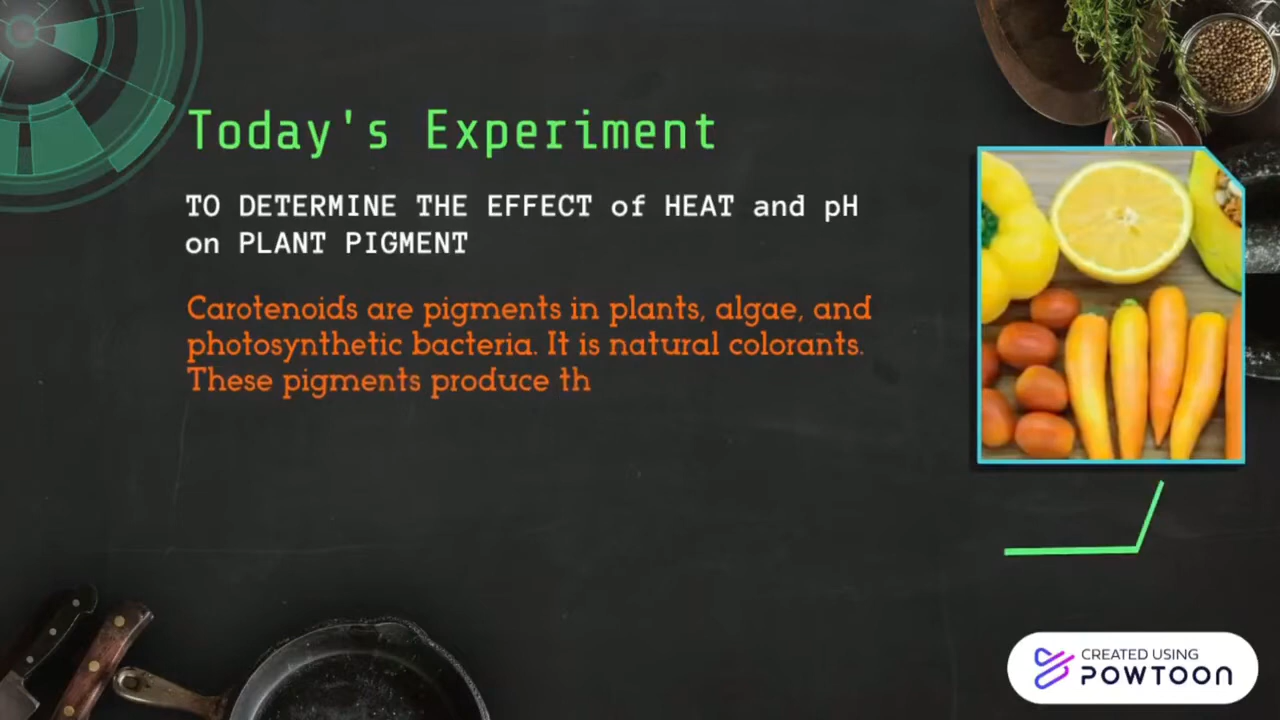 Today's Experiment
TO DETERMINE THE EFFECT of HEAT and pH
on PLANT PIGMENT
Carotenoids are pigments in plants, algae, and
photosynthetic bacteria. It is natural colorants.
These pigments produce th
CREATED USING
POWTOON